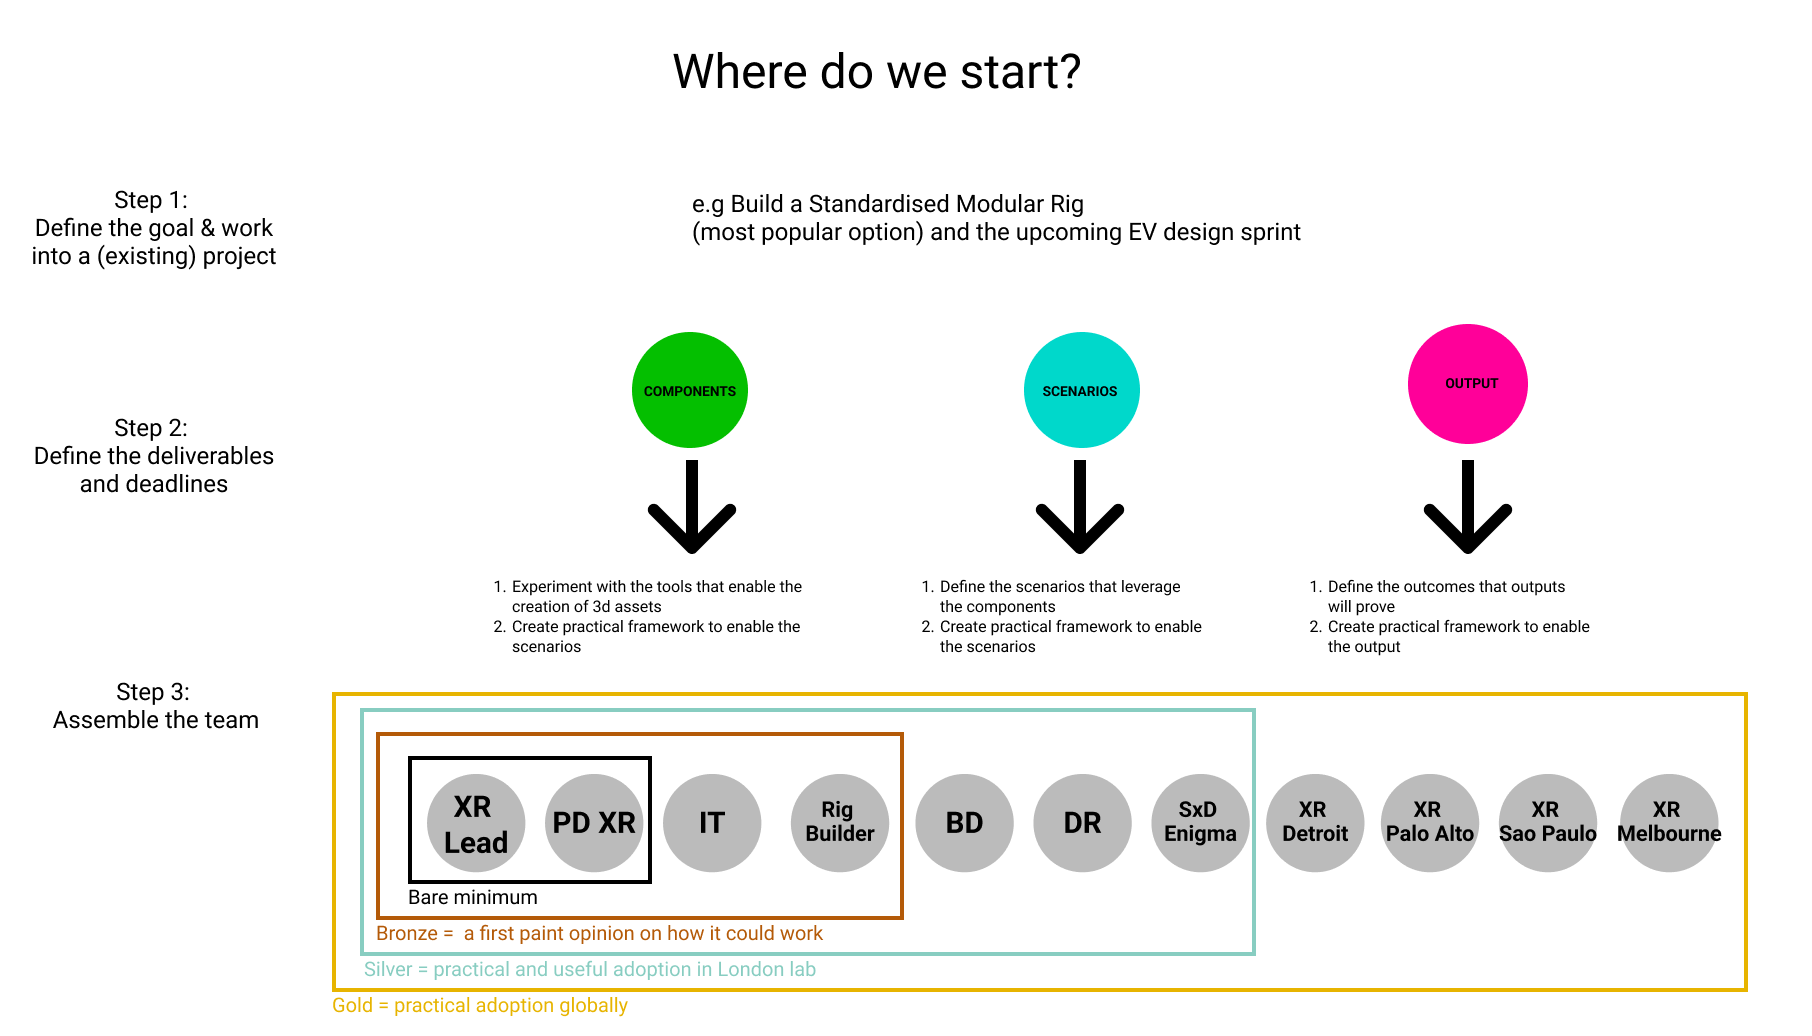 Where do we start?
Step 1:
Define the goal & work
into a (existing) project
e.g Build a Standardised Modular Rig
(most popular option) and the upcoming EV design sprint
Step 2:
Define the deliverables
and deadlines
COMPONENTS
SCENARIOS
OUTPUT
1. Experiment with the tools that enable the
creation of 3d assets
2. Create practical framework to enable the
scenarios
1. Define the scenarios that leverage
the components
2. Create practical framework to enable
the scenarios
1. Define the outcomes that outputs
will prove
2. Create practical framework to enable
the output
Step 3:
Assemble the team
XR
Lead
PD XR
IT
Rig
Builder
BD
DR
SxD
Enigma
XR
Detroit
XR
Palo Alto
XR
Sao Paulo
XR
Melbourne
Bare minimum
Bronze = a first paint opinion on how it could work
Silver = practical and useful adoption in London lab
Gold = practical adoption globally